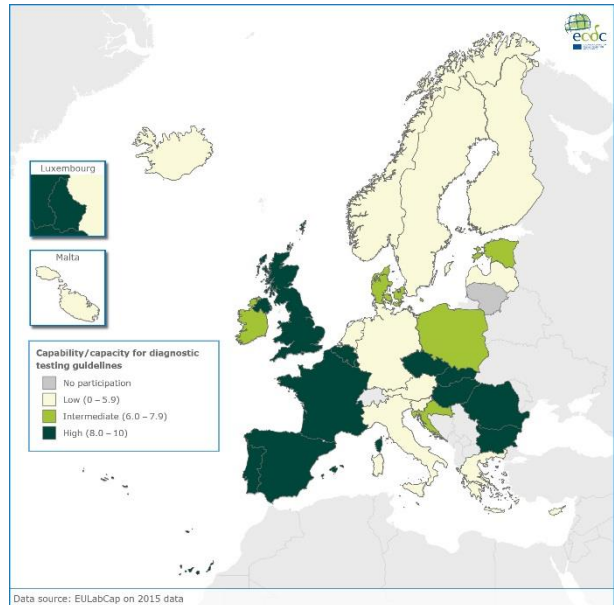 ecdc
Luxembourg
Malta
Capability/capacity for diagnostic
testing guidelines
No participation
Low (0 – 5.9)
Intermediate (6.0 – 7.9)
High (8.0 – 10)
Data source: EULabCap on 2015 data